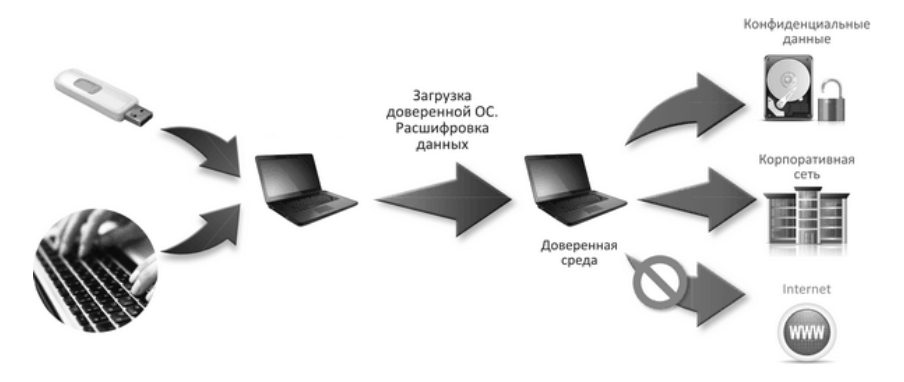 Загрузка
доверенной ОС.
Расшифровка
данных
Доверенная
среда
Конфиденциальные
данные
Корпоративная
сеть
Internet
WWW